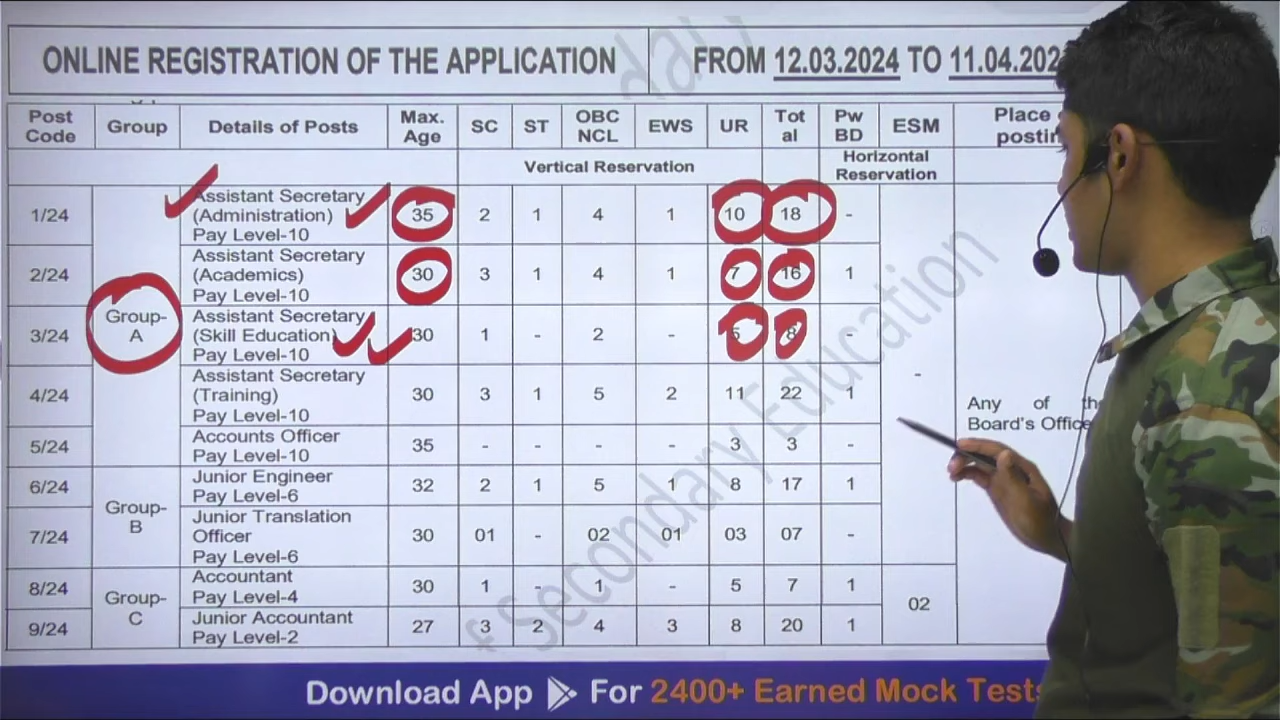 ONLINE REGISTRATION OF THE APPLICATION FROM 12.03.2024 TO 11.04.202
Post Code Group Details of Posts Max. Age SC ST OBC NCL EWS UR Tot al Pw BD ESM Place
Vertical Reservation Horizontal Reservation
1/24 Assistant Secretary (Administration) Pay Level-10 35 2 1 4 1 10 18 -
2/24 Assistant Secretary (Academics) Pay Level-10 30 3 1 4 1 7 16 1
Group-A
3/24 Assistant Secretary (Skill Education) Pay Level-10 30 1 - 2 - 5 8 -
4/24 Assistant Secretary (Training) Pay Level-10 30 3 1 5 2 11 22 1 -
Any of the Board's Office
5/24 Accounts Officer Pay Level-10 35 - - - - 3 3 -
6/24 Group-B Junior Engineer Pay Level-6 32 2 1 5 1 8 17 1
7/24 Junior Translation Officer Pay Level-6 30 01 - 02 01 03 07 -
8/24 Group-C Accountant Pay Level-4 30 1 - 1 - 5 7 1 02
9/24 Junior Accountant Pay Level-2 27 3 2 4 3 8 20 1
Secondary Education
Download App For 2400+ Earned Mock Tests